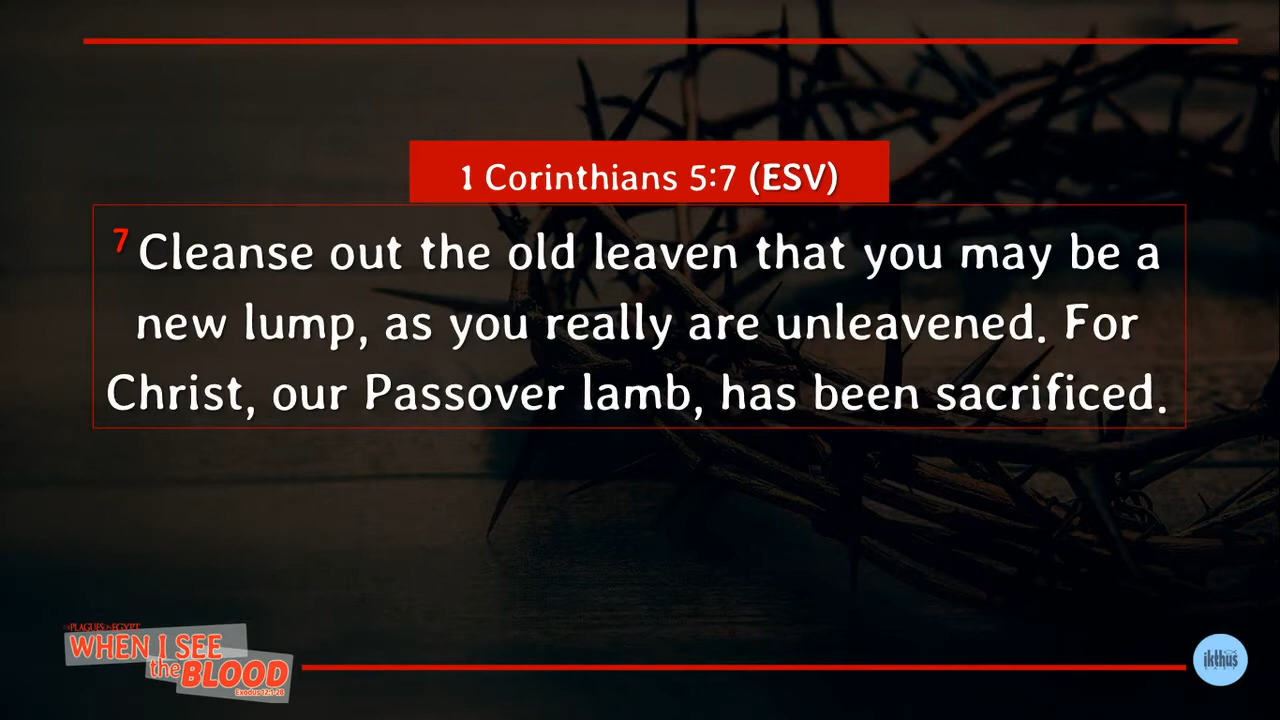 1 Corinthians 5:7 (ESV)
7 Cleanse out the old leaven that you may be a
new lump, as you really are unleavened. For
Christ, our Passover lamb, has been sacrificed.
PLAGUES EGYPT
WHEN I SEE
the BLOOD
Exodus 12:1-28
ikthus